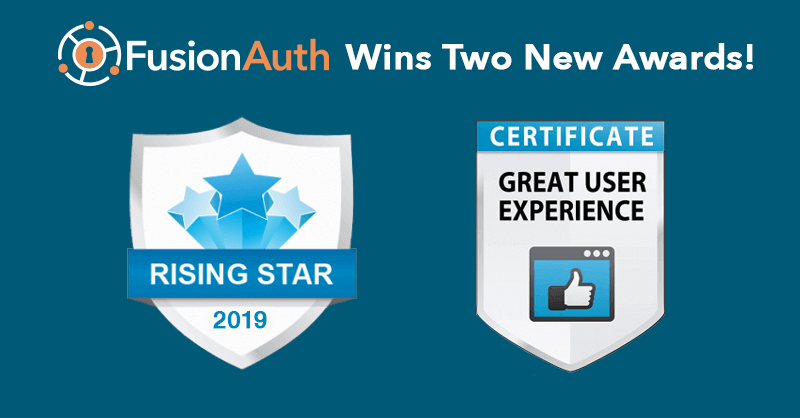 FusionAuth Wins Two New Awards!
RISING STAR
2019
CERTIFICATE
GREAT USER
EXPERIENCE